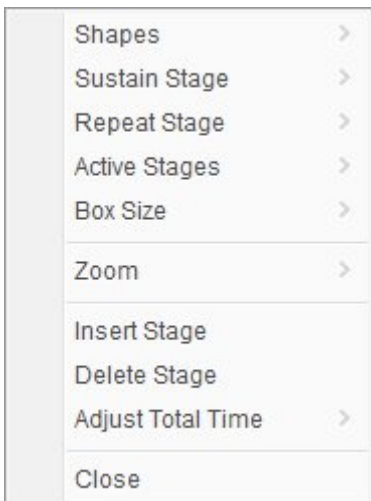 Shapes
Sustain Stage
Repeat Stage
Active Stages
Box Size
Zoom
Insert Stage
Delete Stage
Adjust Total Time
Close